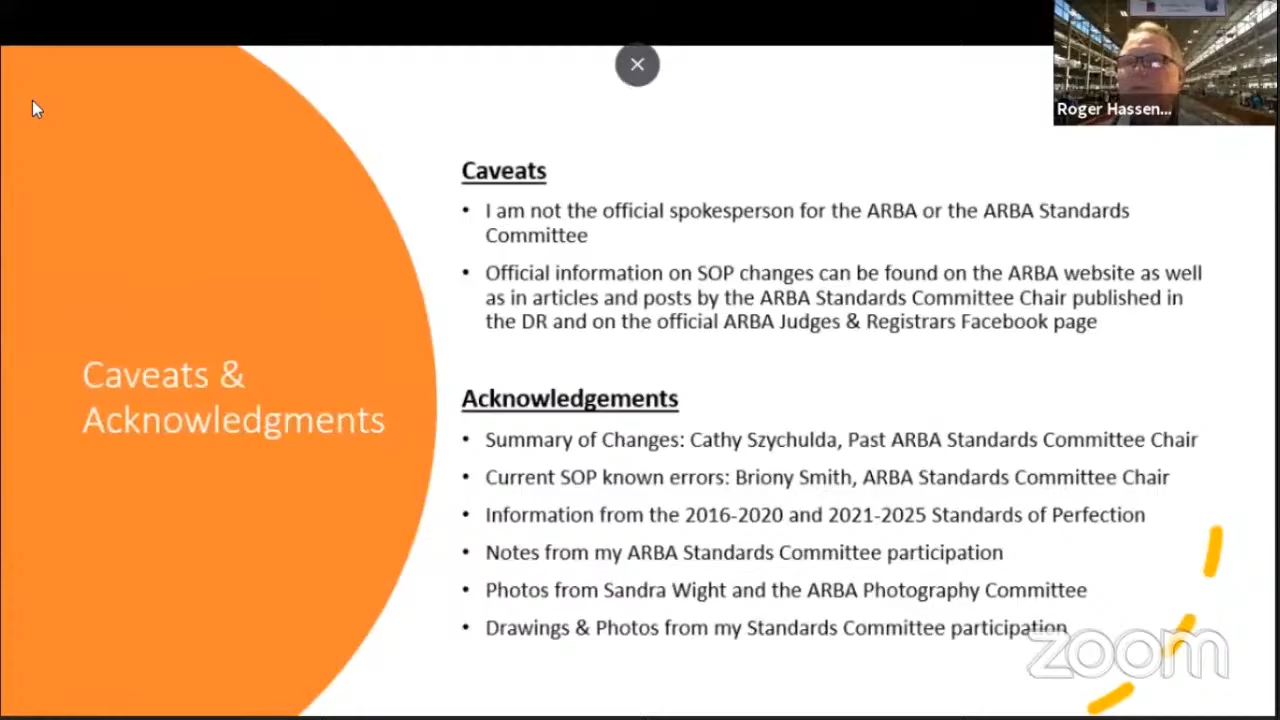 Roger Hassen...
Caveats
• I am not the official spokesperson for the ARBA or the ARBA Standards
Committee
• Official information on SOP changes can be found on the ARBA website as well
as in articles and posts by the ARBA Standards Committee Chair published in
the DR and on the official ARBA Judges & Registrars Facebook page
Caveats &
Acknowledgments
Acknowledgements
• Summary of Changes: Cathy Szychulda, Past ARBA Standards Committee Chair
• Current SOP known errors: Briony Smith, ARBA Standards Committee Chair
• Information from the 2016-2020 and 2021-2025 Standards of Perfection
• Notes from my ARBA Standards Committee participation
• Photos from Sandra Wight and the ARBA Photography Committee
• Drawings & Photos from my Standards Committee participation
zoom